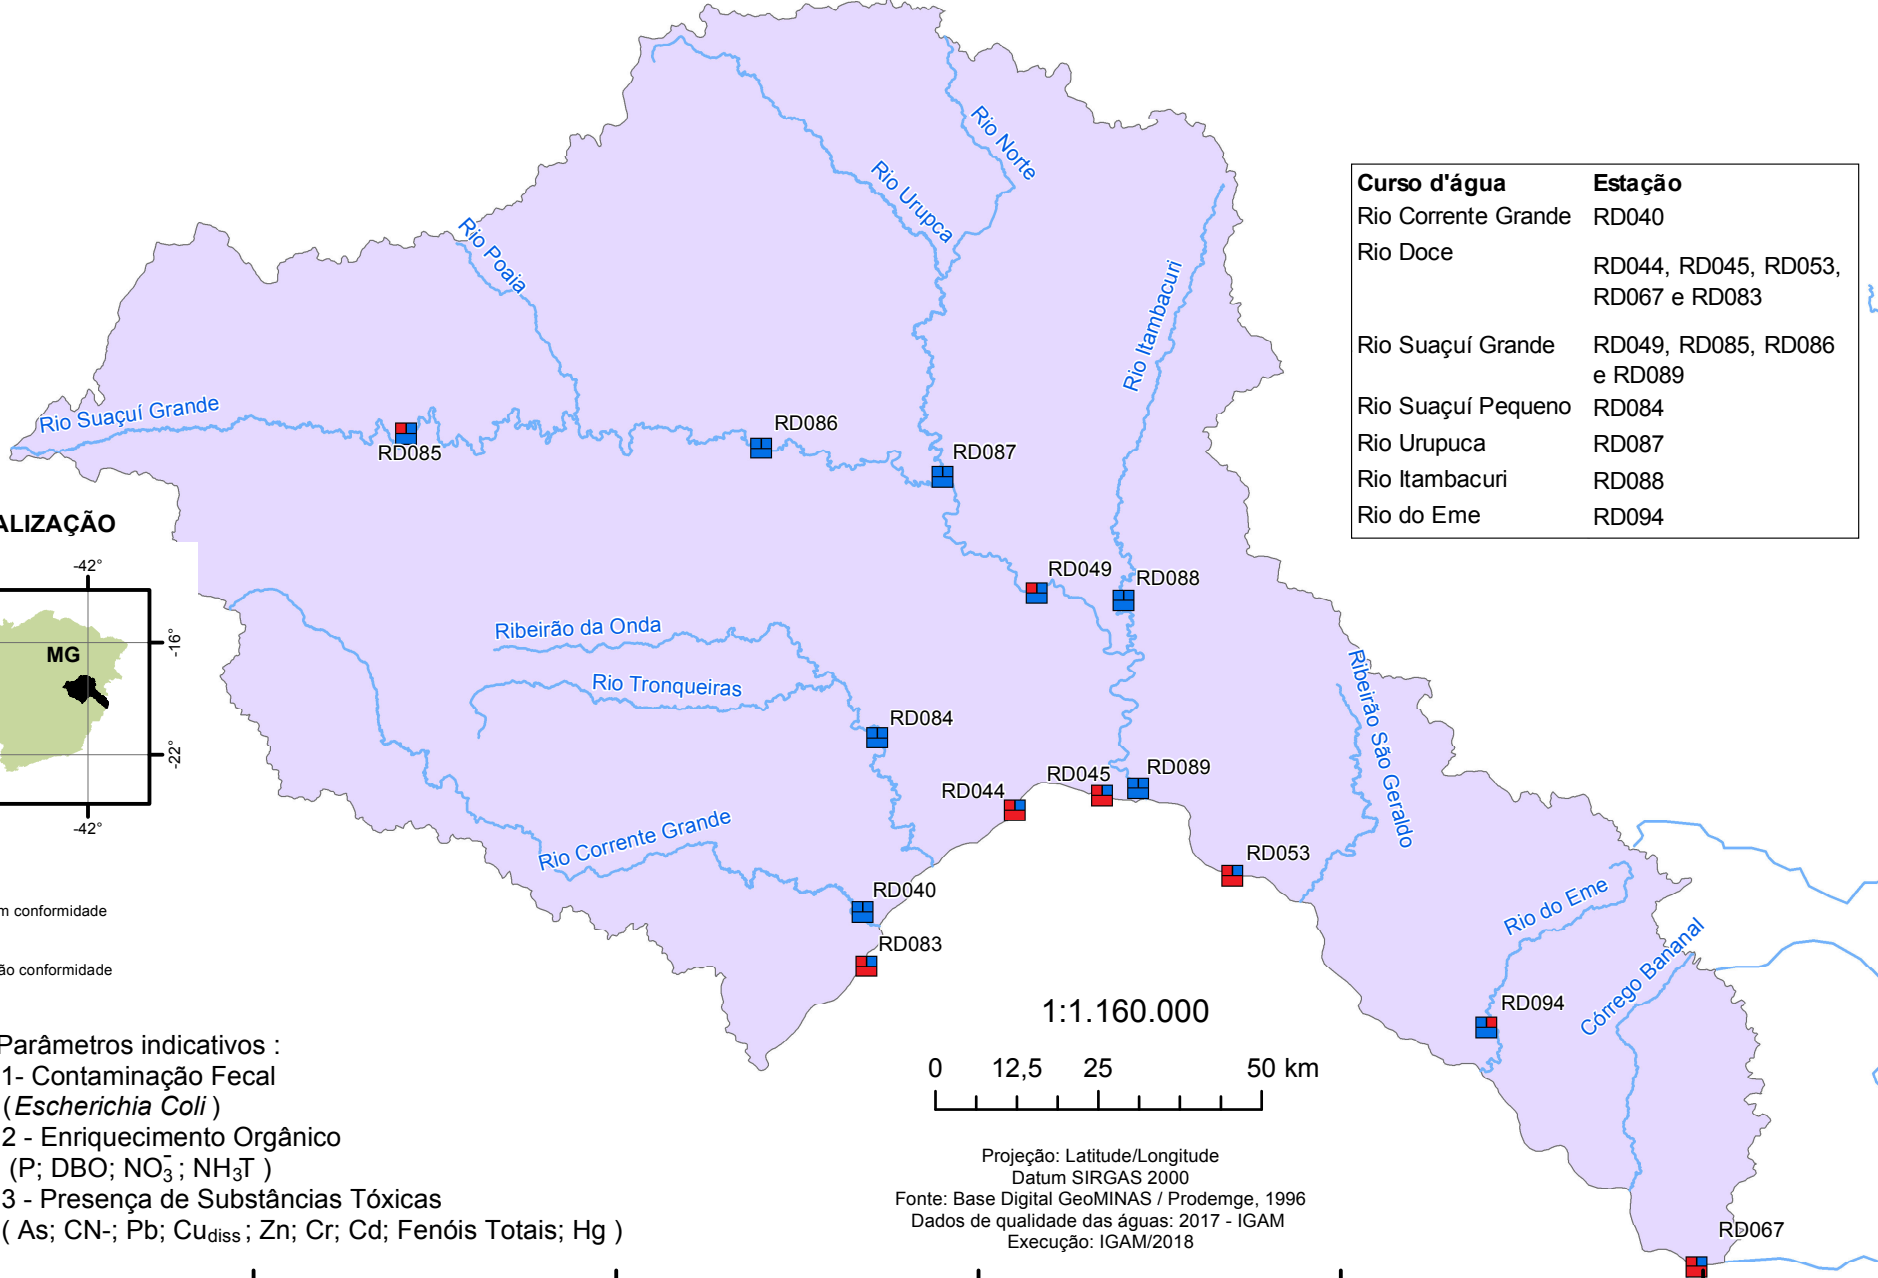 Rio Norte
Rio Urupca
Rio Poaia
Rio Itambacuri
Rio Suaçuí Grande
RD085
RD086
RD087
RD049
RD088
Curso d'água Estação
Rio Corrente Grande RD040
Rio Doce RD044, RD045, RD053,
RD067 e RD083
Rio Suaçuí Grande RD049, RD085, RD086
e RD089
Rio Suaçuí Pequeno RD084
Rio Urupuca RD087
Rio Itambacuri RD088
Rio do Eme RD094
ALIZAÇÃO
-42°
-16°
MG
-22°
-42°
Ribeirão da Onda
Rio Tronqueiras
RD084
RD044
RD045
RD089
Ribeirão São Geraldo
Rio Corrente Grande
RD040
RD083
RD053
Rio do Eme
Córrego Bananal
RD094
RD067
m conformidade
ão conformidade
Parâmetros indicativos :
1- Contaminação Fecal
(Escherichia Coli )
2 - Enriquecimento Orgânico
(P; DBO; NO₃⁻; NH₃T )
3 - Presença de Substâncias Tóxicas
( As; CN-; Pb; Cudiss ; Zn; Cr; Cd; Fenóis Totais; Hg )
1:1.160.000
0 12,5 25 50 km
Projeção: Latitude/Longitude
Datum SIRGAS 2000
Fonte: Base Digital GeoMINAS / Prodemge, 1996
Dados de qualidade das águas: 2017 - IGAM
Execução: IGAM/2018